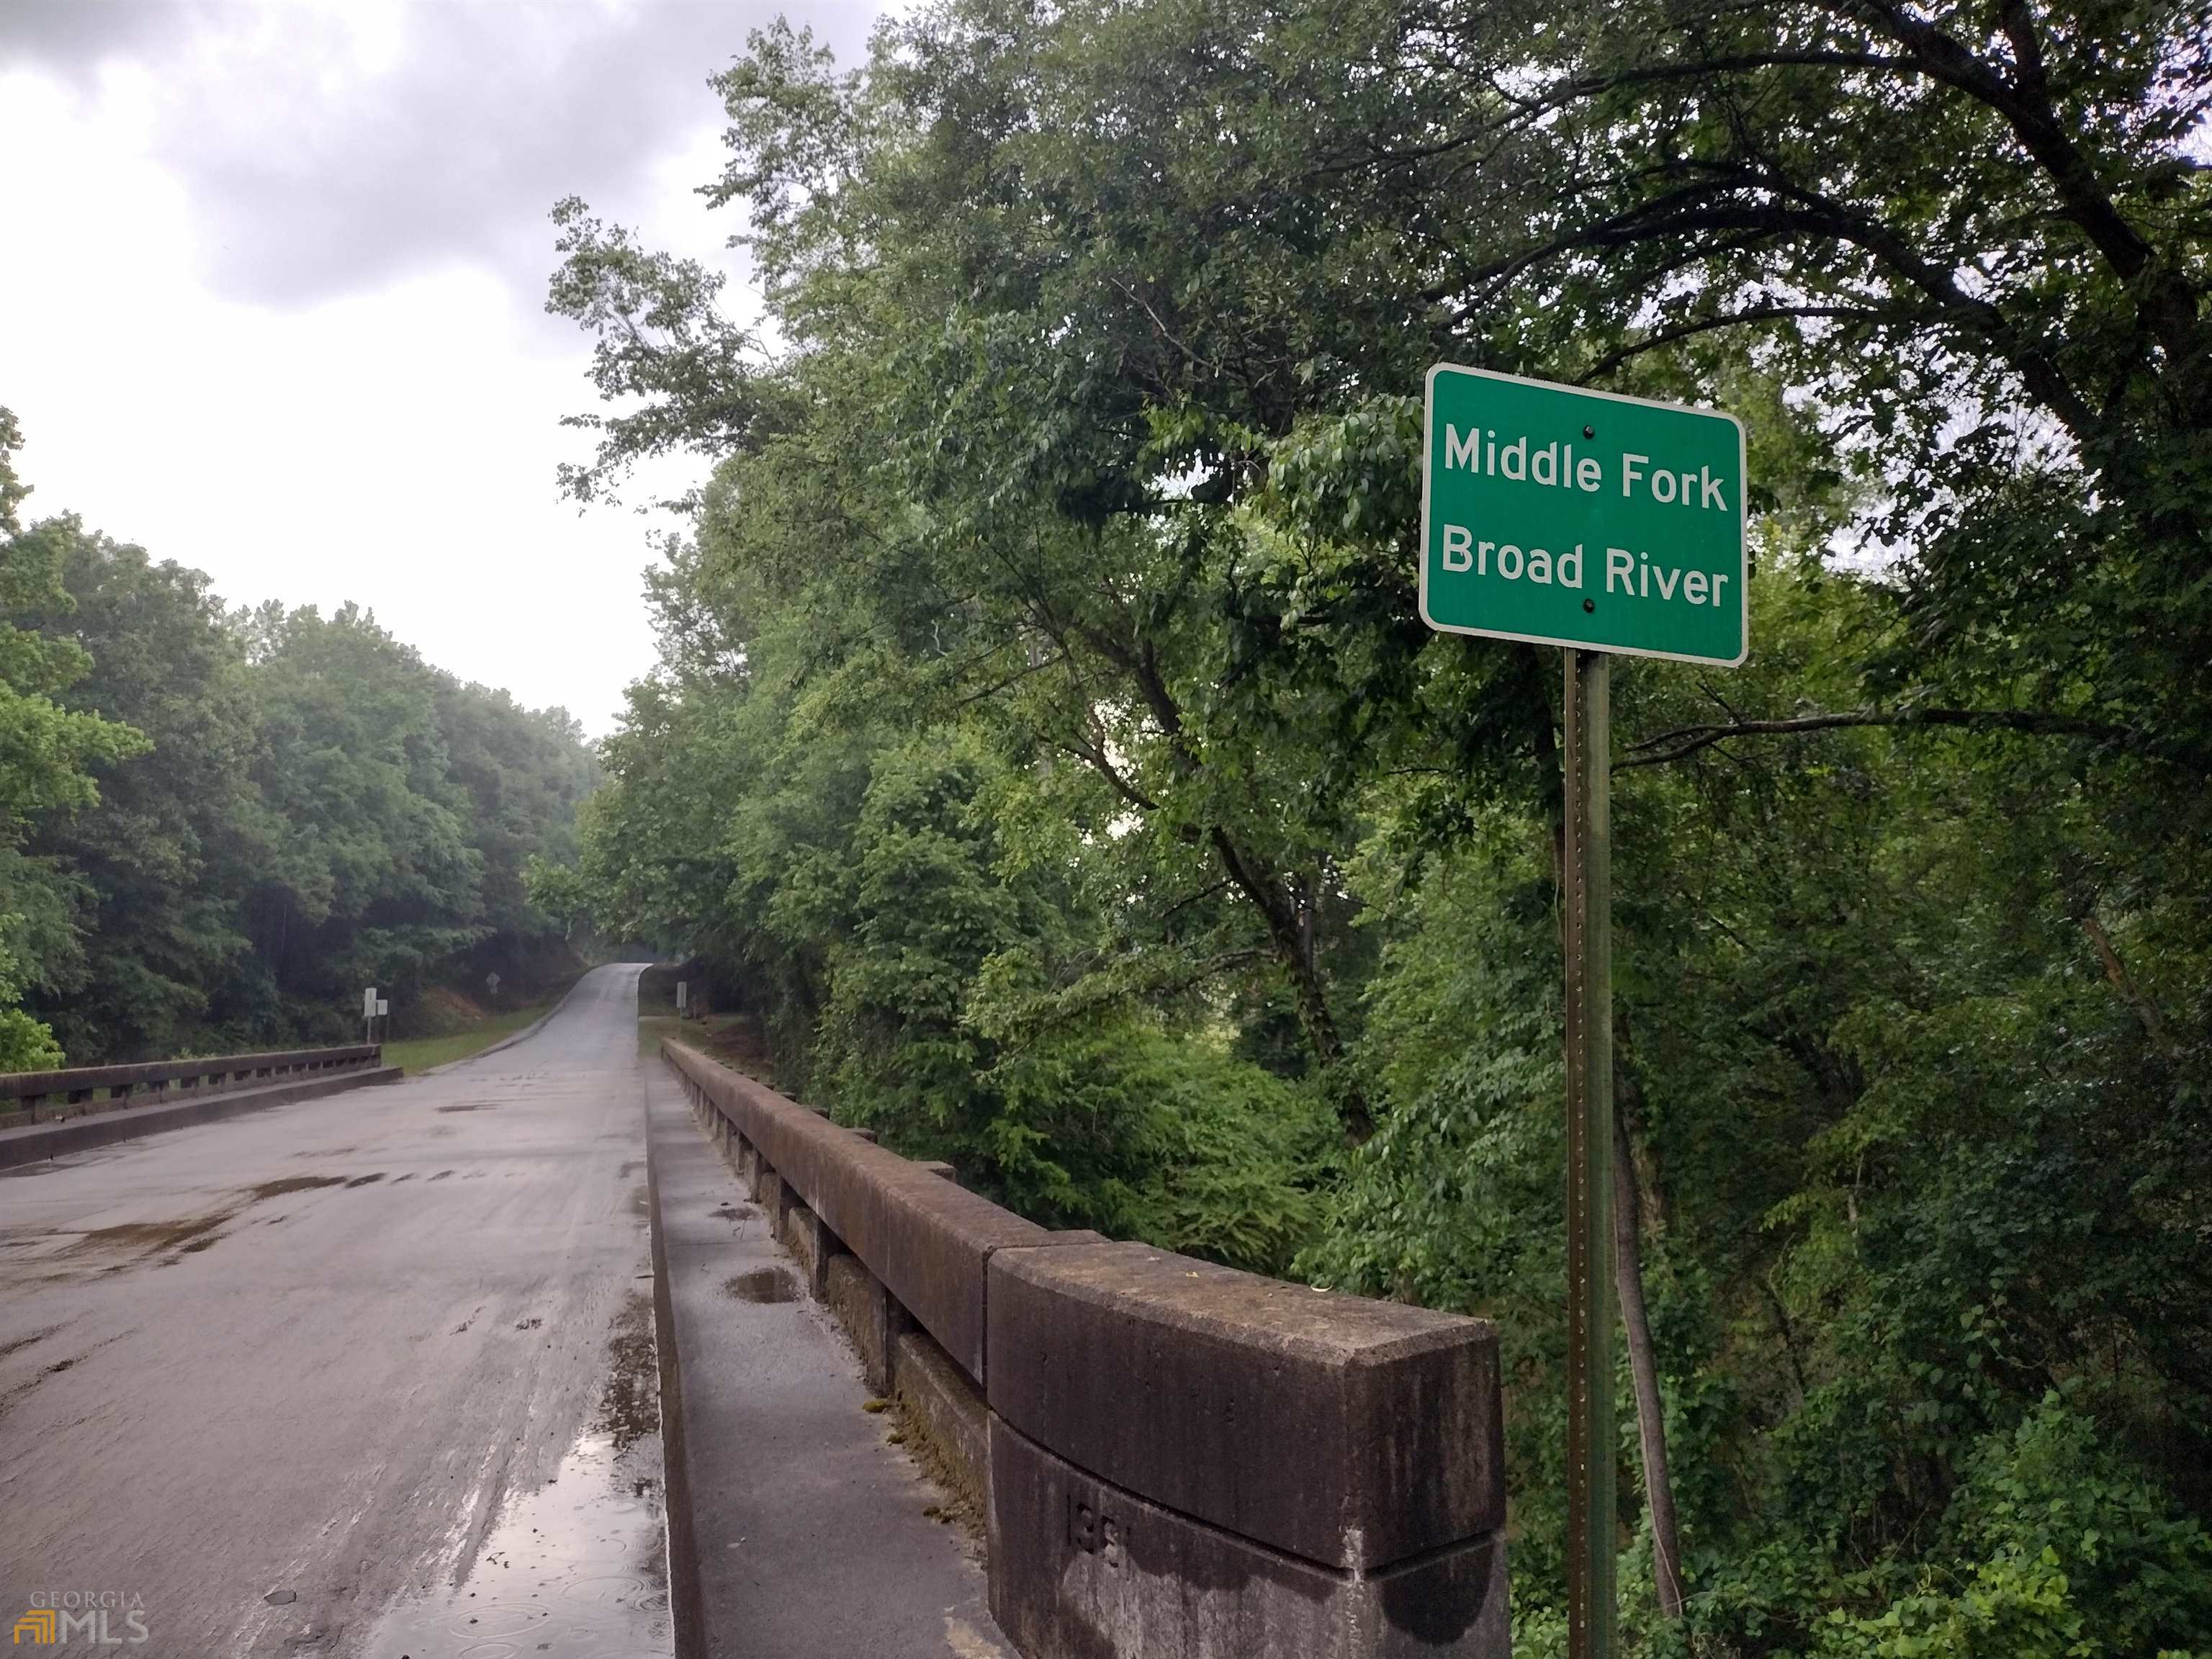 Middle Fork
Broad River
GEORGIA
MLS